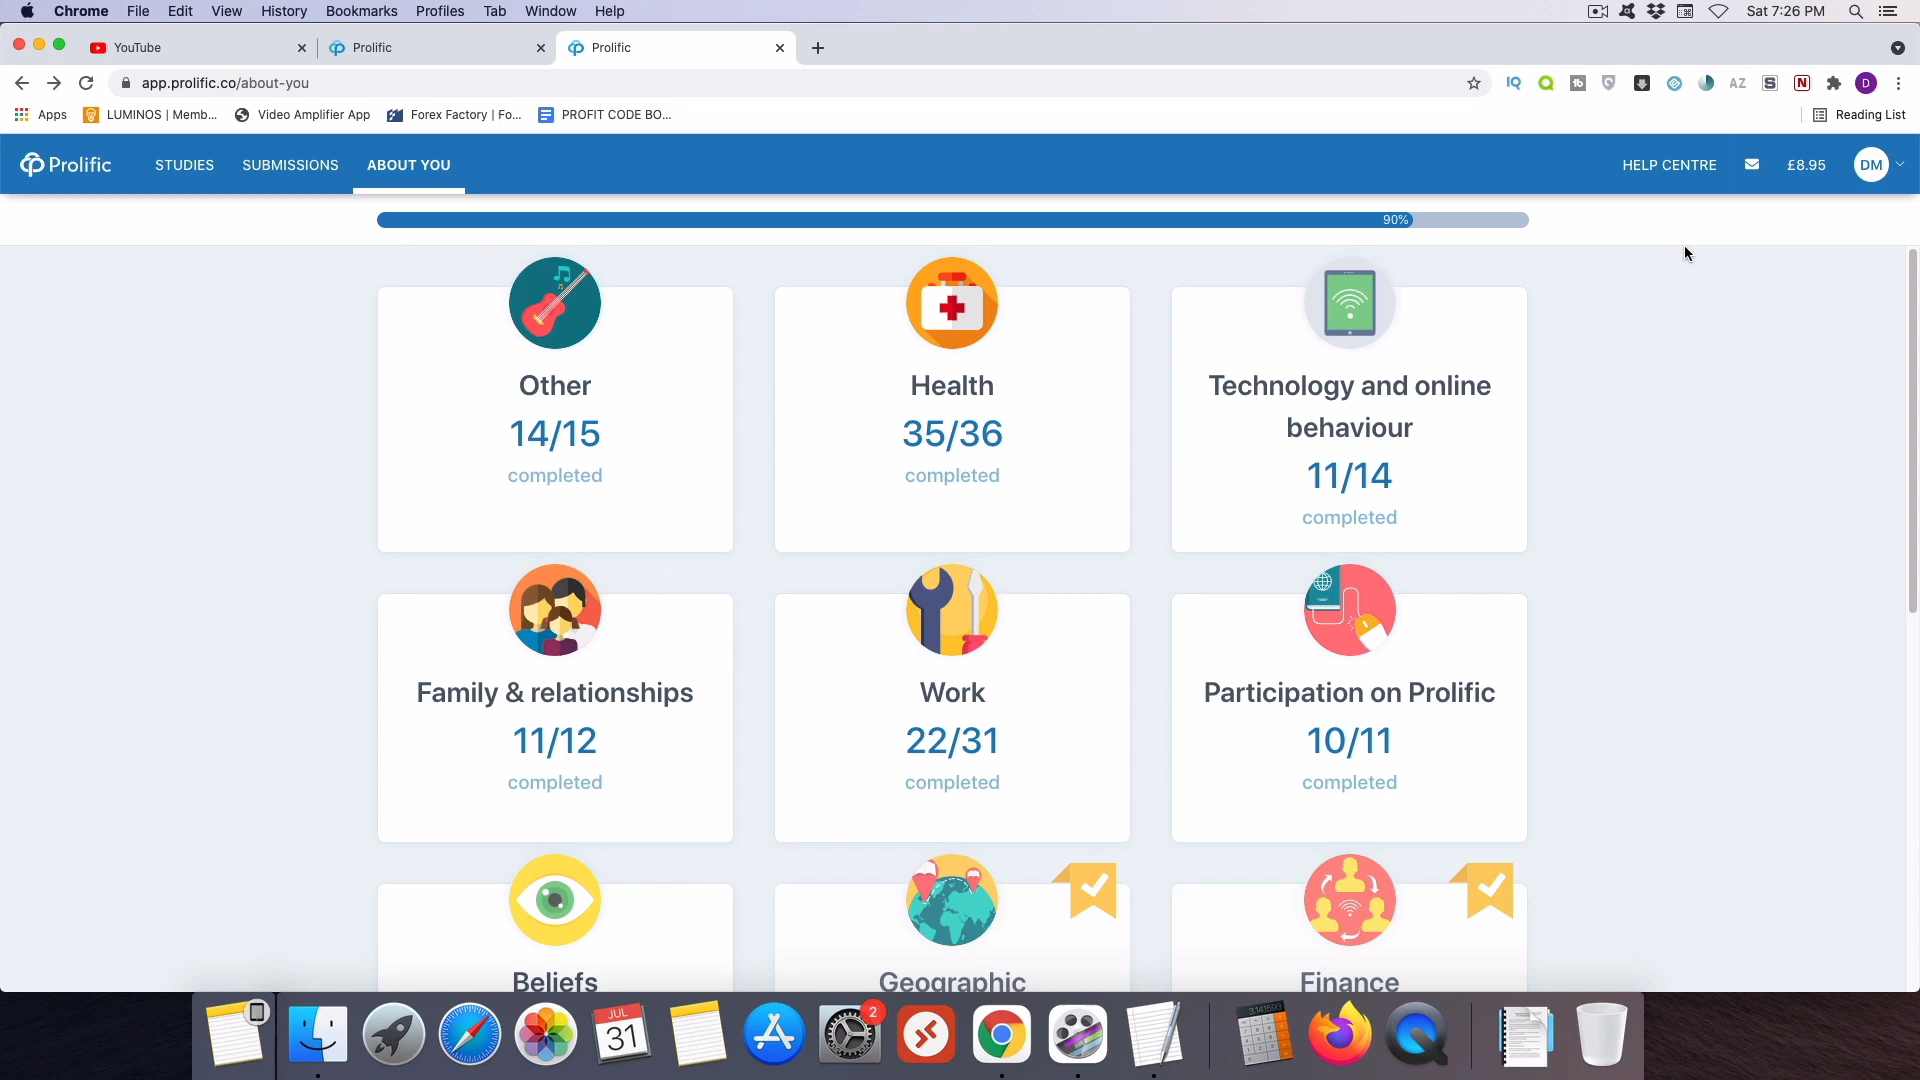 Chrome File Edit View History Bookmarks Profiles Tab Window Help Sat 7:26 PM
YouTube Prolific Prolific
app.prolific.co/about-you AZ S N D
Apps LUMINOS | Memb... Video Amplifier App Forex Factory | Fo... PROFIT CODE BO... Reading List
Prolific STUDIES SUBMISSIONS ABOUT YOU HELP CENTRE £8.95 DM
90%
Other
14/15
completed
Health
35/36
completed
Technology and online
behaviour
11/14
completed
Family & relationships
11/12
completed
Work
22/31
completed
Participation on Prolific
10/11
completed
Beliefs
Geographic
Finance
JUL
31
2